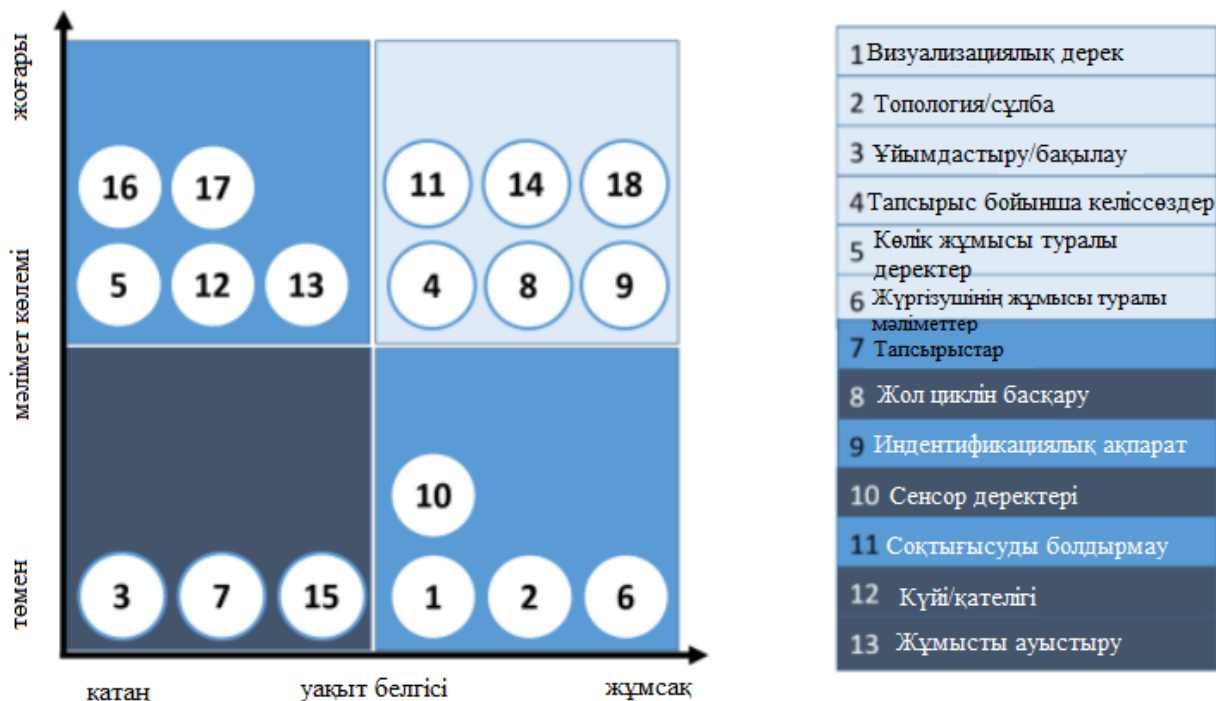 жоғары
мәлімет көлемі
төмен
16 17
5 12 13
11 14 18
4 8 9
3 7 15
10
1 2 6
қатаң
уақыт белгісі
жұмсақ
1 Визуализациялық дерек
2 Топология/сұлба
3 Ұйымдастыру/бақылау
4 Тапсырыс бойынша келіссөздер
5 Көлік жұмысы туралы
деректер
6 Жүргізушінің жұмысы туралы
мәліметтер
7 Тапсырыстар
8 Жол циклін басқару
9 Индентификациялық ақпарат
10 Сенсор деректері
11 Соқтығысуды болдырмау
12 Күйі/қателігі
13 Жұмысты ауыстыру